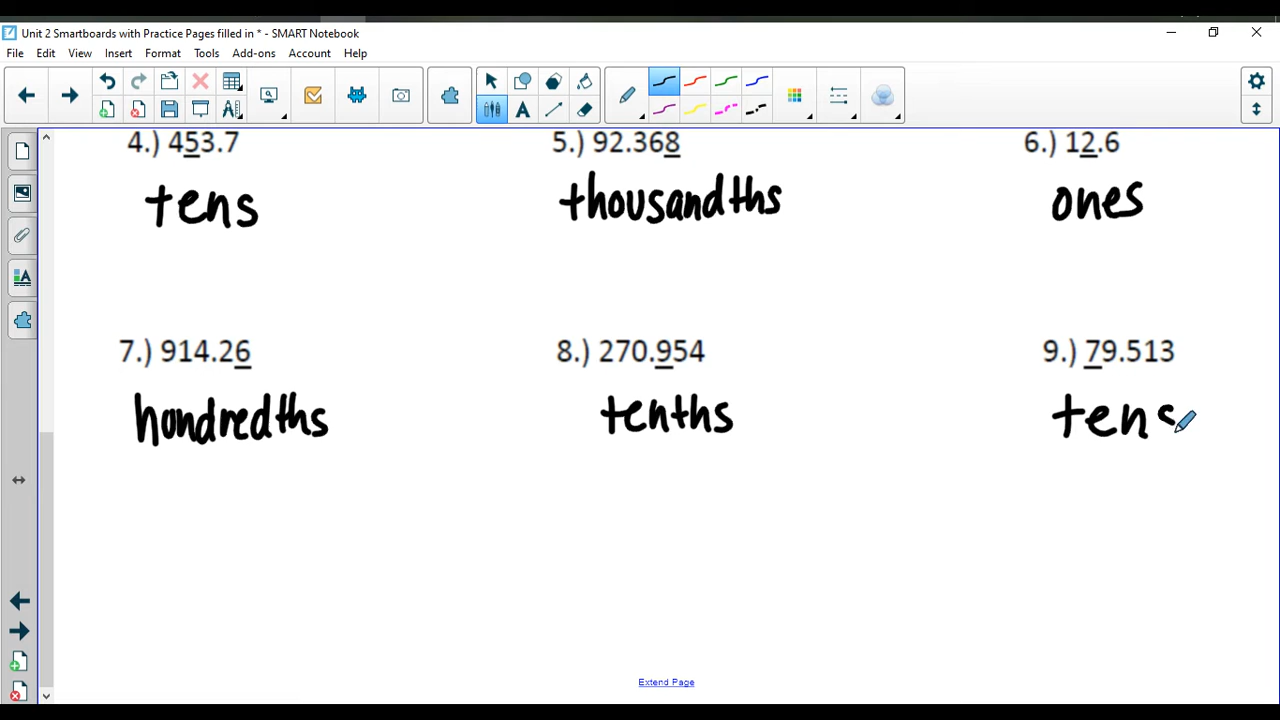 Unit 2 Smartboards with Practice Pages filled in * - SMART Notebook
File Edit View Insert Format Tools Add-ons Account Help
4.) 453.7 5.) 92.368 6.) 12.6
tens thousandths ones
7.) 914.26 8.) 270.954 9.) 79.513
hondredths tenths tens
Extend Page